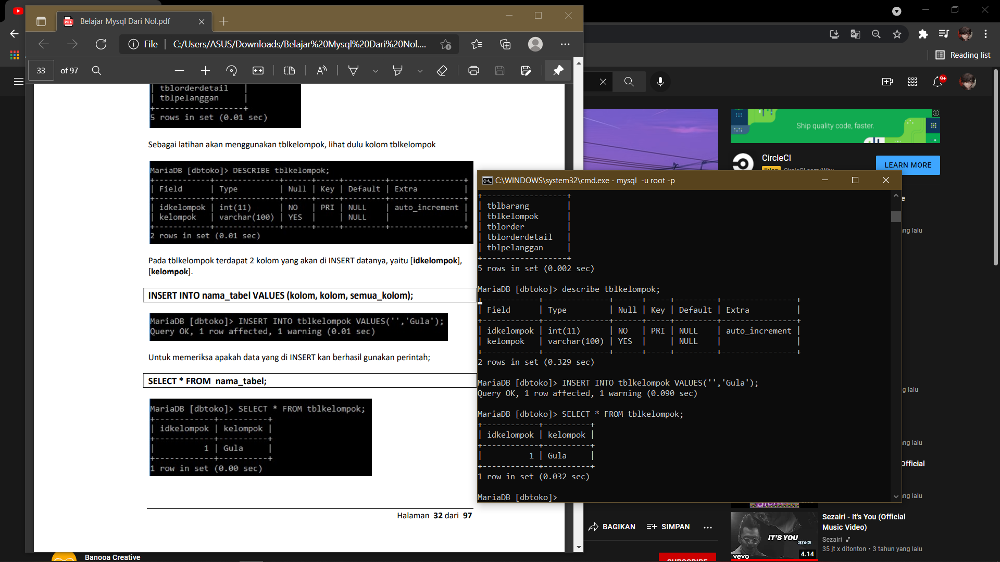 Belajar Mysql Dari Nol.pdf
File
C:/Users/ASUS/Downloads/Belajar%20Mysql%20Dari%20Nol....
33 of 97
Reading list
9+
| tblorderdetail   |
| tblpelanggan     |
+------------------+
5 rows in set (0.01 sec)
Sebagai latihan akan menggunakan tblkelompok, lihat dulu kolom tblkelompok
MariaDB [dbtoko]> DESCRIBE tblkelompok;
+------------+--------------+------+-----+---------+----------------+
| Field      | Type         | Null | Key | Default | Extra          |
+------------+--------------+------+-----+---------+----------------+
| idkelompok | int(11)      | NO   | PRI | NULL    | auto_increment |
| kelompok   | varchar(100) | YES  |     | NULL    |                |
+------------+--------------+------+-----+---------+----------------+
2 rows in set (0.01 sec)
Pada tblkelompok terdapat 2 kolom yang akan di INSERT datanya, yaitu [idkelompok],
[kelompok].
INSERT INTO nama_tabel VALUES (kolom, kolom, semua_kolom);
MariaDB [dbtoko]> INSERT INTO tblkelompok VALUES('','Gula');
Query OK, 1 row affected, 1 warning (0.01 sec)
Untuk memeriksa apakah data yang di INSERT kan berhasil gunakan perintah;
SELECT * FROM nama_tabel;
MariaDB [dbtoko]> SELECT * FROM tblkelompok;
+------------+----------+
| idkelompok | kelompok |
+------------+----------+
|          1 | Gula     |
+------------+----------+
1 row in set (0.00 sec)
Halaman 32 dari 97
C:\WINDOWS\system32\cmd.exe - mysql -u root -p
+------------------+
| tblbarang        |
| tblkelompok      |
| tblorder         |
| tblorderdetail   |
| tblpelanggan     |
+------------------+
5 rows in set (0.002 sec)
MariaDB [dbtoko]> describe tblkelompok;
+------------+--------------+------+-----+---------+----------------+
| Field      | Type         | Null | Key | Default | Extra          |
+------------+--------------+------+-----+---------+----------------+
| idkelompok | int(11)      | NO   | PRI | NULL    | auto_increment |
| kelompok   | varchar(100) | YES  |     | NULL    |                |
+------------+--------------+------+-----+---------+----------------+
2 rows in set (0.329 sec)
MariaDB [dbtoko]> INSERT INTO tblkelompok VALUES('','Gula');
Query OK, 1 row affected, 1 warning (0.090 sec)
MariaDB [dbtoko]> SELECT * FROM tblkelompok;
+------------+----------+
| idkelompok | kelompok |
+------------+----------+
|          1 | Gula     |
+------------+----------+
1 row in set (0.032 sec)
MariaDB [dbtoko]>
Ship quality code, faster.
CircleCI
LEARN MORE
lalu
g lalu
lalu
Official
lalu
BAGIKAN
SIMPAN
SUBSCRIBE
Banooa Creative
IT'S YOU
SEZAIRI
vevo
4.14
Sezairi - It's You (Official
Music Video)
Sezairi
35 jt x ditonton • 3 tahun yang lalu